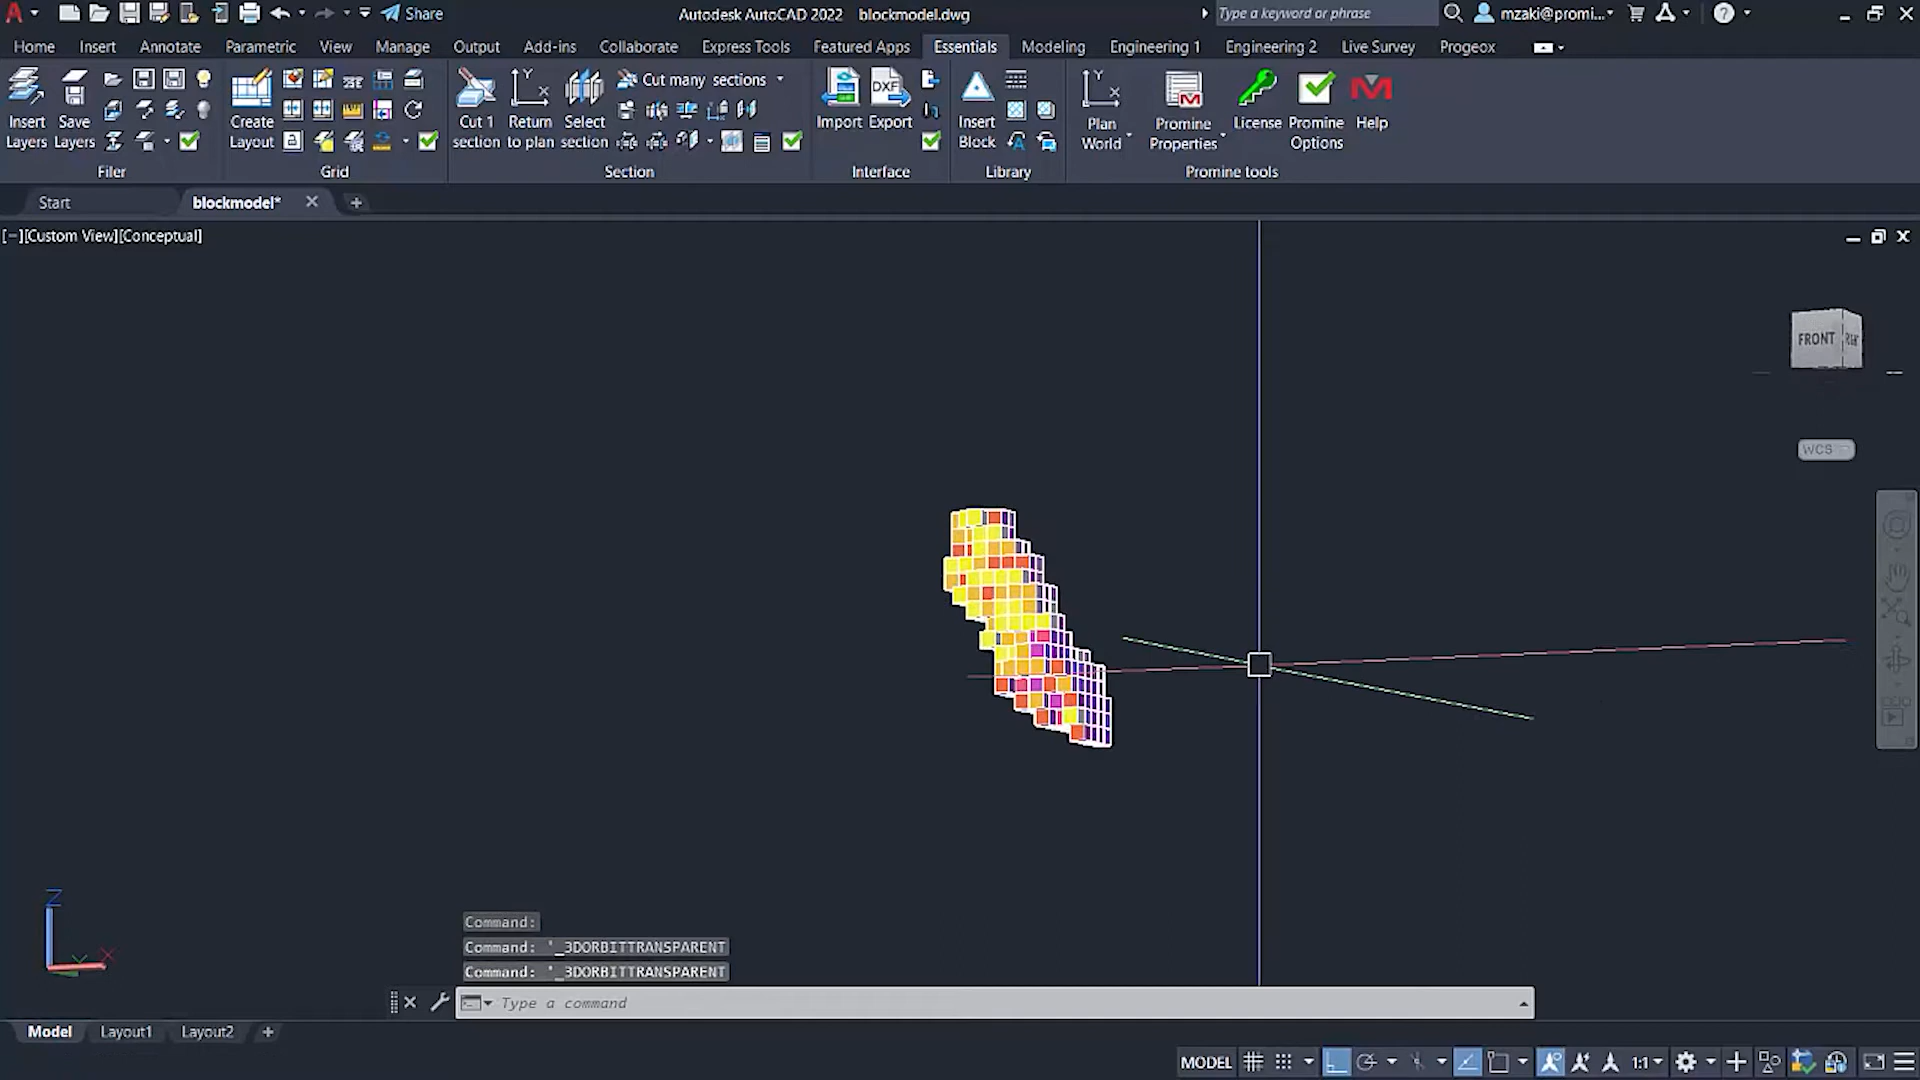 Share
Autodesk AutoCAD 2022 blockmodel.dwg
Type a keyword or phrase
mzaki@promi...
Home Insert Annotate Parametric View Manage Output Add-ins Collaborate Express Tools Featured Apps Essentials Modeling Engineering 1 Engineering 2 Live Survey Progeox
Insert Layers
Save Layers
Filer
Create Layout
Grid
Cut 1 section
Return to plan
Select section
Cut many sections
Section
Import
DXF
Export
Interface
Insert Block
Library
Plan World
Promine Properties
License
Promine Options
Help
Promine tools
Start
blockmodel*
[−][Custom View][Conceptual]
FRONT
WCS
Z
X
Y
Command:
Command: '_3DORBITTRANSPARENT
Command: '_3DORBITTRANSPARENT
Type a command
Model Layout1 Layout2
MODEL
1:1